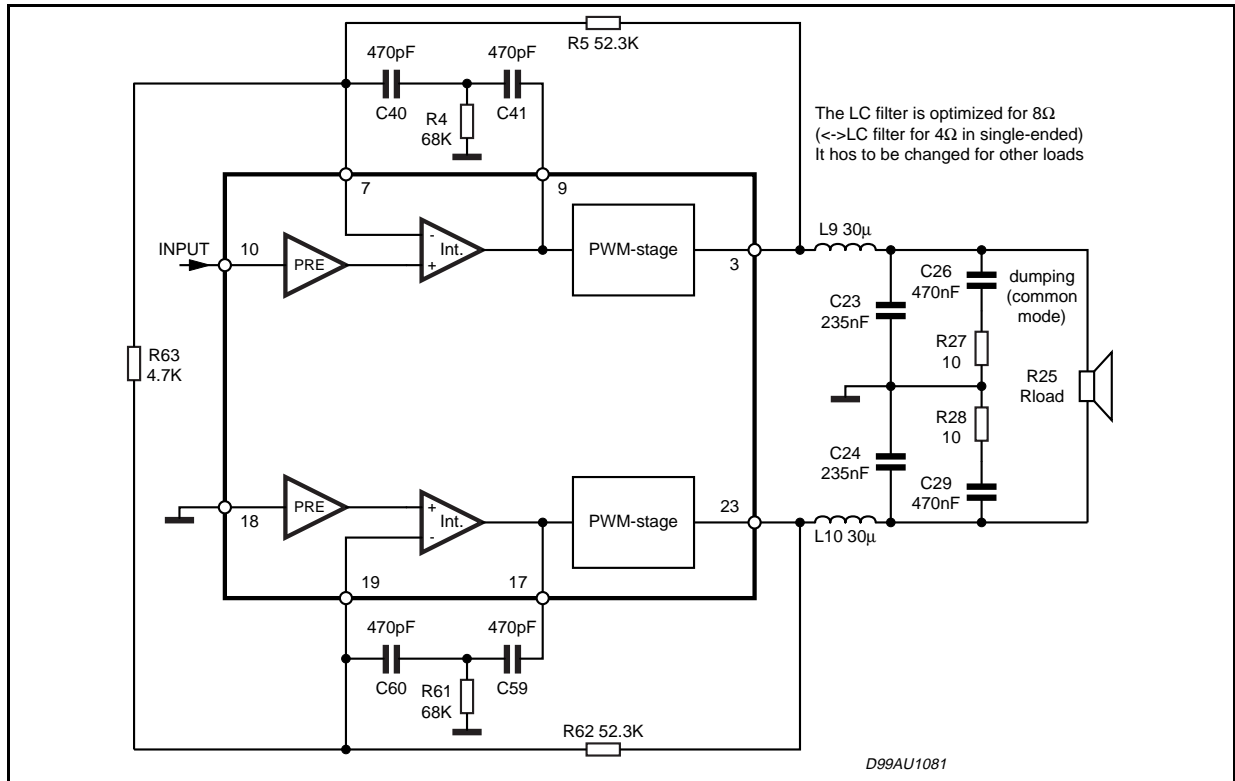 R5 52.3K
470pF
470pF
C40
C41
R4
68K
The LC filter is optimized for 8Ω
(<->LC filter for 4Ω in single-ended)
It hos to be changed for other loads
7
9
INPUT
10
PRE
-
+
Int.
PWM-stage
3
L9 30μ
C23
235nF
C26
470nF
dumping
(common
mode)
R27
10
R63
4.7K
R25
Rload
R28
10
C24
235nF
C29
470nF
18
PRE
+
-
Int.
PWM-stage
23
L10 30μ
19
17
470pF
470pF
C60
C59
R61
68K
R62 52.3K
D99AU1081